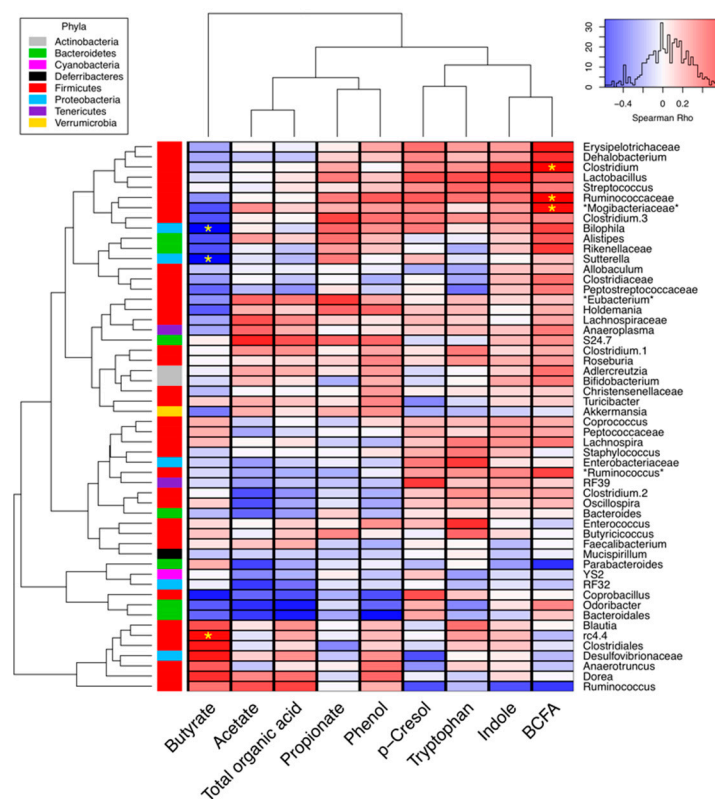 Phyla
Actinobacteria
Bacteroidetes
Cyanobacteria
Deferribacteres
Firmicutes
Proteobacteria
Tenericutes
Verrumicrobia
0 10 20 30
-0.4 0 0.2
Spearman Rho
Erysipelotrichaceae
Dehalobacterium
Clostridium
Lactobacillus
Streptococcus
Ruminococcaceae
*Mogibacteriaceae*
Clostridium.3
Bilophila
Alistipes
Rikenellaceae
Sutterella
Allobaculum
Clostridiaceae
Peptostreptococcaceae
*Eubacterium*
Holdemania
Lachnospiraceae
Anaeroplasma
S24.7
Clostridium.1
Roseburia
Adlercreutzia
Bifidobacterium
Christensenellaceae
Turicibacter
Akkermansia
Coprococcus
Peptococcaceae
Lachnospira
Staphylococcus
Enterobacteriaceae
*Ruminococcus*
RF39
Clostridium.2
Oscillospira
Bacteroides
Enterococcus
Butyricicoccus
Faecalibacterium
Mucispirillum
Parabacteroides
YS2
RF32
Coprobacillus
Odoribacter
Bacteroidales
Blautia
rc4.4
Clostridiales
Desulfovibrionaceae
Anaerotruncus
Dorea
Ruminococcus
Butyrate
Acetate
Total organic acid
Propionate
Phenol
p-Cresol
Tryptophan
Indole
BCFA